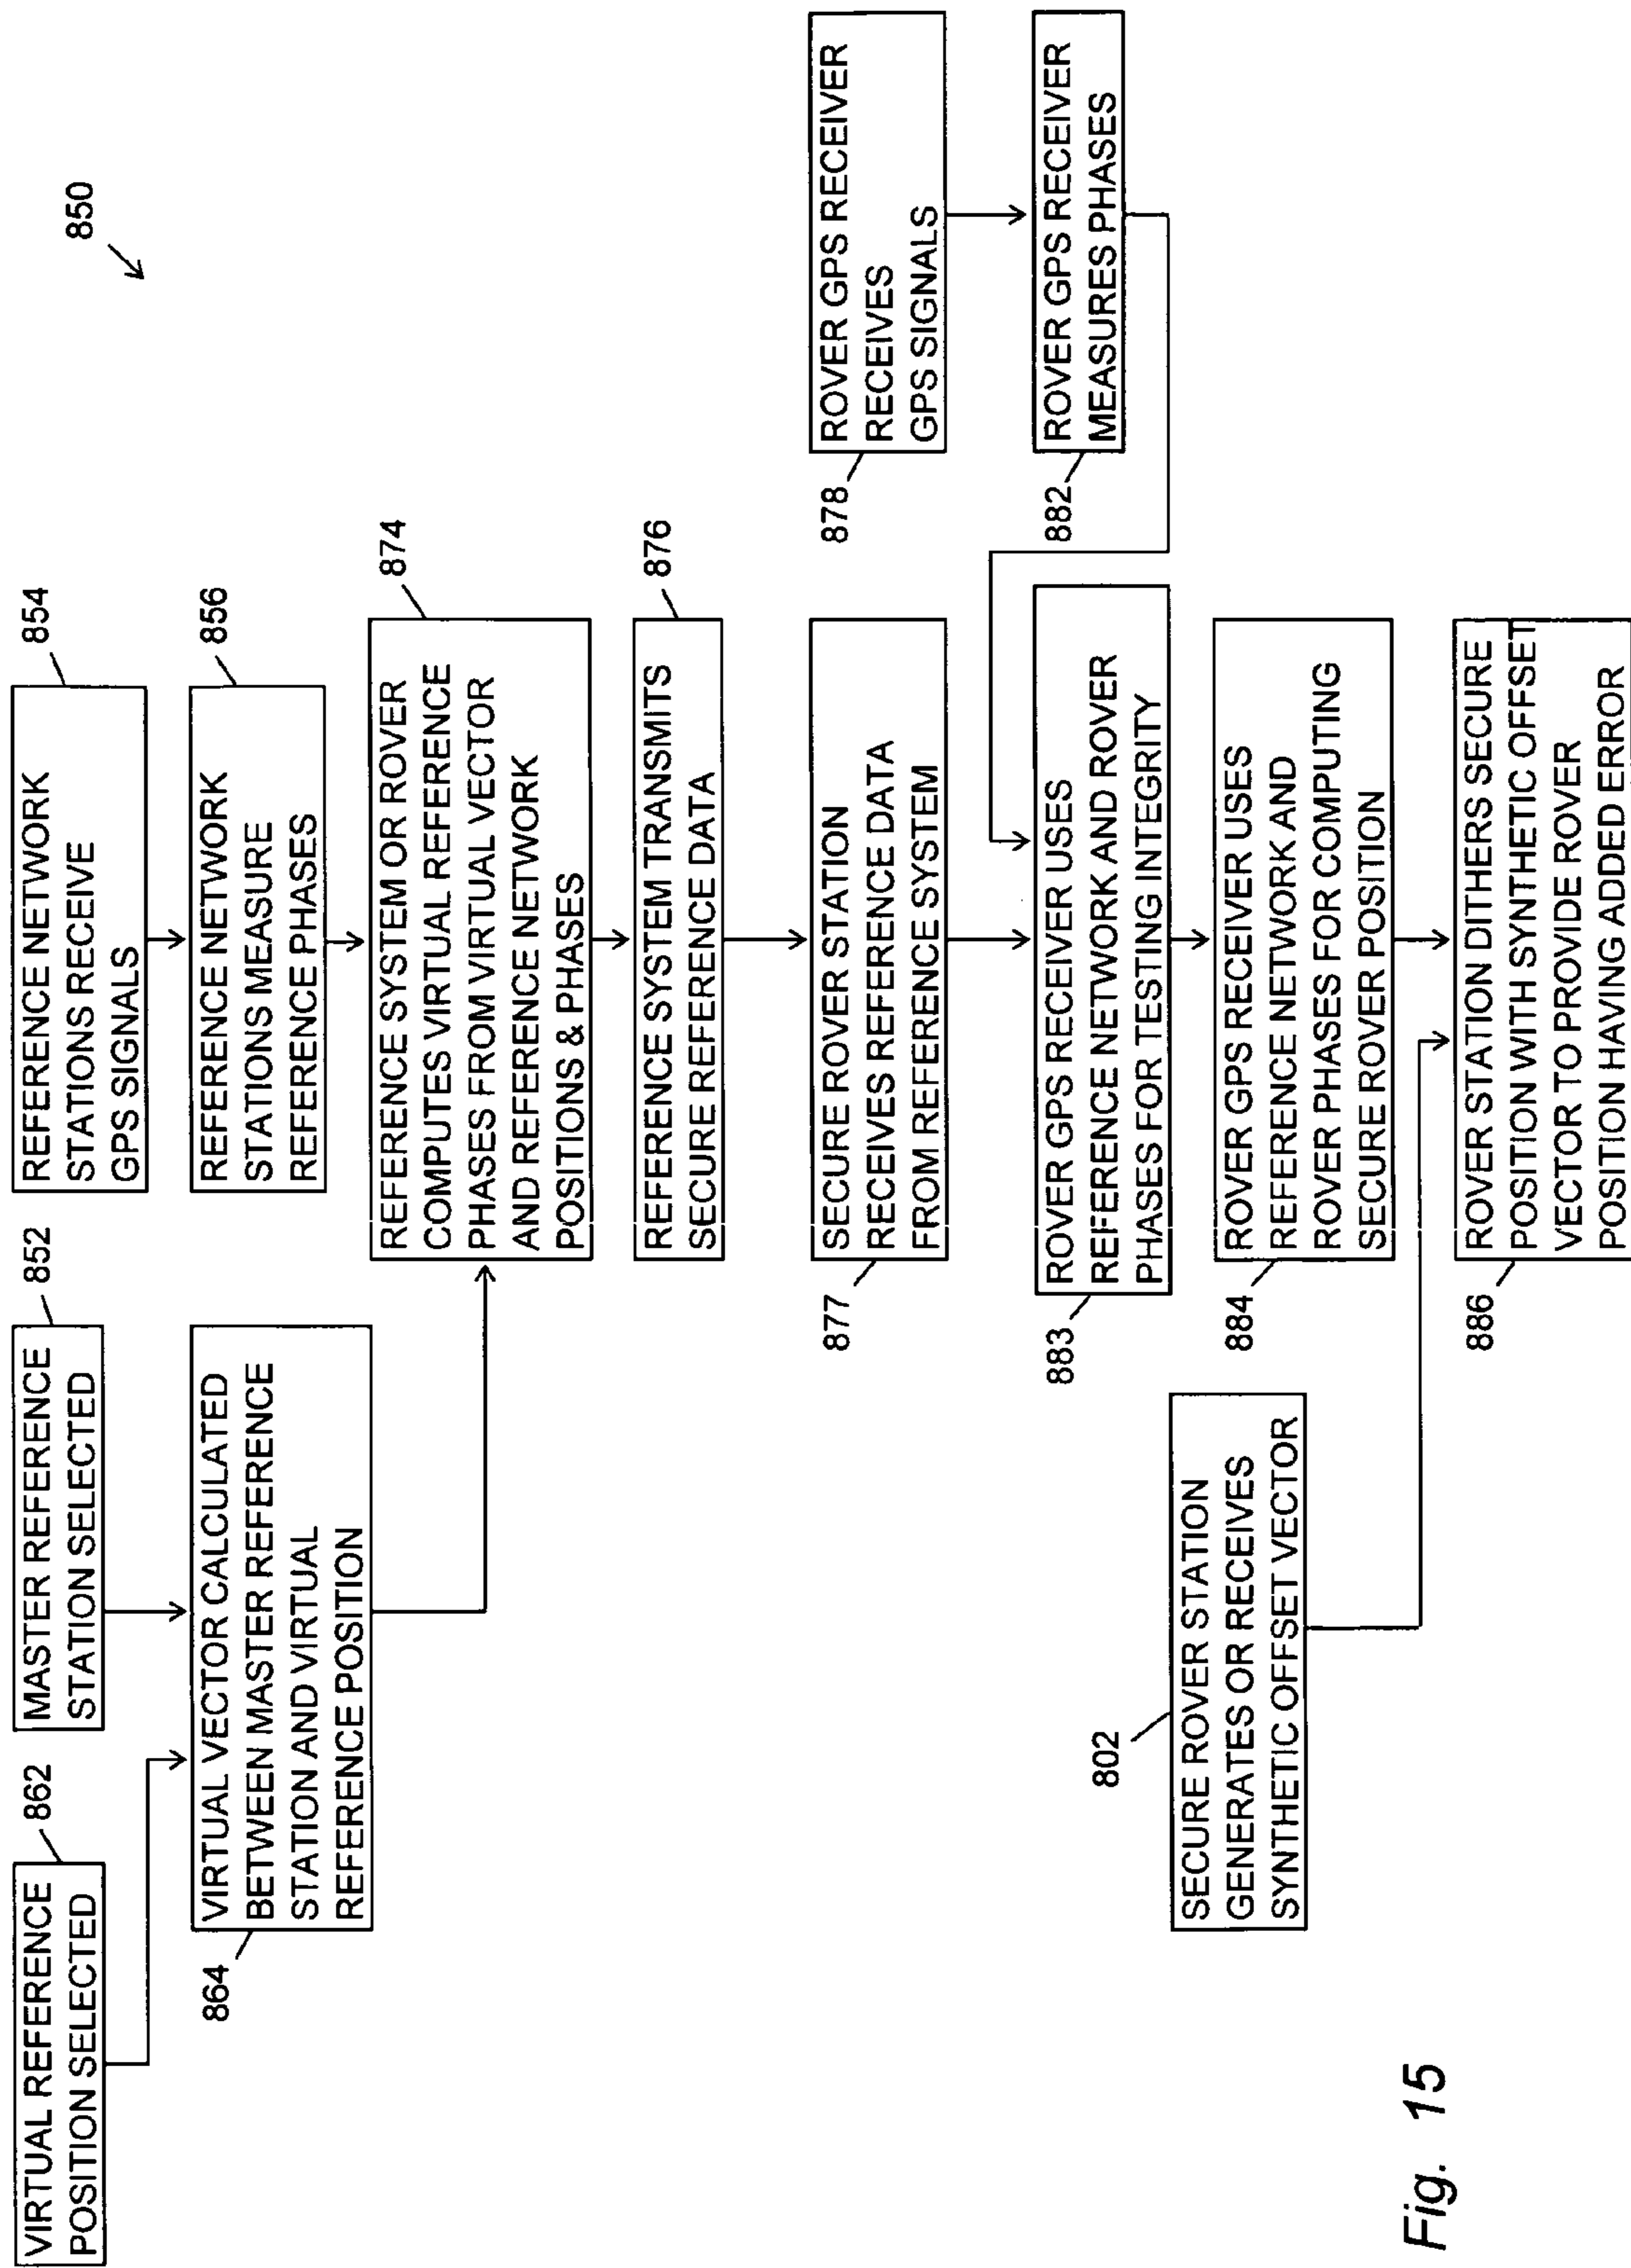 850
854
REFERENCE NETWORK
STATIONS RECEIVE
GPS SIGNALS
856
REFERENCE NETWORK
STATIONS MEASURE
REFERENCE PHASES
852
MASTER REFERENCE
STATION SELECTED
862
VIRTUAL REFERENCE
POSITION SELECTED
864
VIRTUAL VECTOR CALCULATED
BETWEEN MASTER REFERENCE
STATION AND VIRTUAL
REFERENCE POSITION
874
REFERENCE SYSTEM OR ROVER
COMPUTES VIRTUAL REFERENCE
PHASES FROM VIRTUAL VECTOR
AND REFERENCE NETWORK
POSITIONS & PHASES
876
REFERENCE SYSTEM TRANSMITS
SECURE REFERENCE DATA
877
SECURE ROVER STATION
RECEIVES REFERENCE DATA
FROM REFERENCE SYSTEM
878
ROVER GPS RECEIVER
RECEIVES
GPS SIGNALS
882
ROVER GPS RECEIVER
MEASURES PHASES
883
ROVER GPS RECEIVER USES
REFERENCE NETWORK AND ROVER
PHASES FOR TESTING INTEGRITY
884
ROVER GPS RECEIVER USES
REFERENCE NETWORK AND
ROVER PHASES FOR COMPUTING
SECURE ROVER POSITION
802
SECURE ROVER STATION
GENERATES OR RECEIVES
SYNTHETIC OFFSET VECTOR
886
ROVER STATION DITHERS SECURE
POSITION WITH SYNTHETIC OFFSET
VECTOR TO PROVIDE ROVER
POSITION HAVING ADDED ERROR
Fig. 15